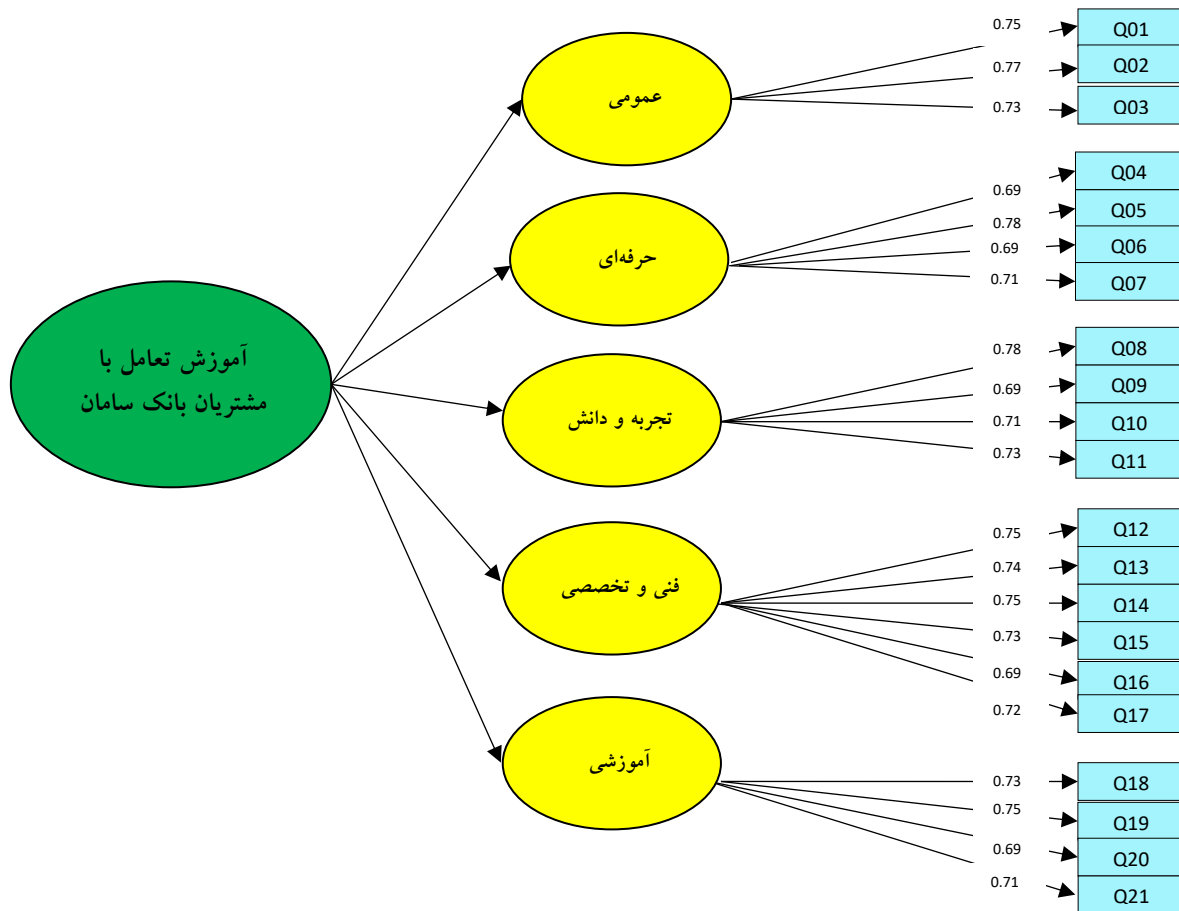 آموزش تعامل با
مشتریان بانک سامان
عمومی
0.75
Q01
0.77
Q02
0.73
Q03
حرفه‌ای
0.69
Q04
0.78
Q05
0.69
Q06
0.71
Q07
تجربه و دانش
0.78
Q08
0.69
Q09
0.71
Q10
0.73
Q11
فنی و تخصصی
0.75
Q12
0.74
Q13
0.75
Q14
0.73
Q15
0.69
Q16
0.72
Q17
آموزشی
0.73
Q18
0.75
Q19
0.69
Q20
0.71
Q21